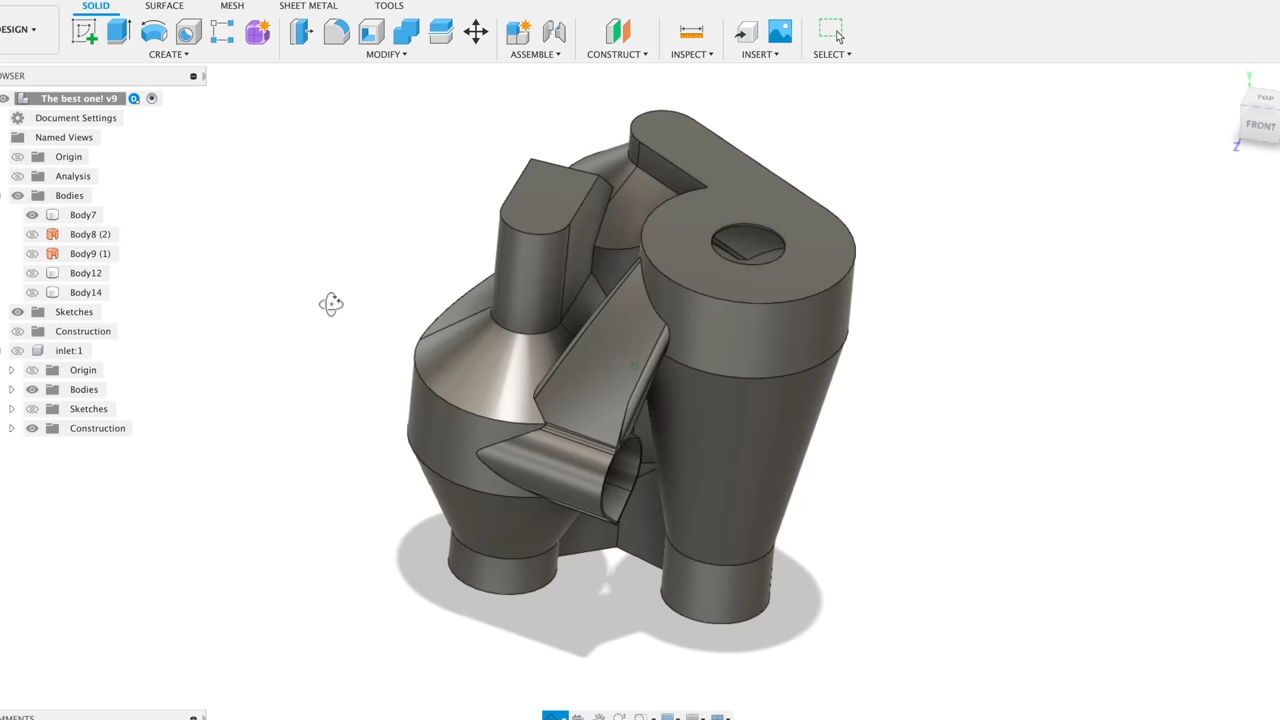 SOLID SURFACE MESH SHEET METAL TOOLS
DESIGN
CREATE MODIFY ASSEMBLE CONSTRUCT INSPECT INSERT SELECT
OWSER
The best one! v9
Document Settings
Named Views
Origin
Analysis
Bodies
Body7
Body8 (2)
Body9 (1)
Body12
Body14
Sketches
Construction
inlet:1
Origin
Bodies
Sketches
Construction
TOP
FRONT
Y
Z